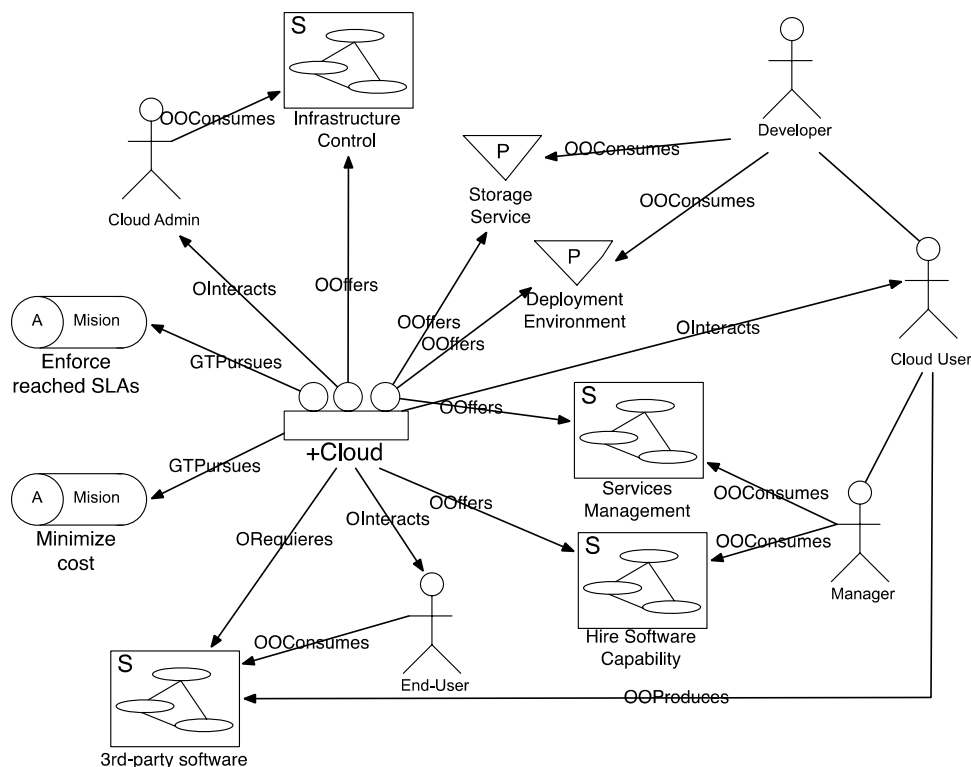 S
Infrastructure
Control
OOConsumes
Cloud Admin
Developer
P
Storage
Service
OOConsumes
OOConsumes
P
Deployment
Environment
OInteracts
OOffers
OOffers
OOffers
OInteracts
Cloud User
A
Mision
Enforce
reached SLAs
GTPursues
+Cloud
OOffers
S
Services
Management
GTPursues
A
Mision
Minimize
cost
ORequieres
OInteracts
OOffers
OOConsumes
OOConsumes
Manager
S
Hire Software
Capability
OOConsumes
End-User
S
3rd-party software
OOProduces